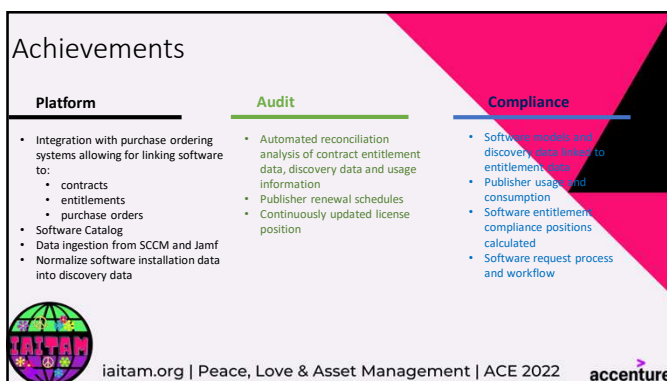 Achievements
Platform
• Integration with purchase ordering
systems allowing for linking software
to:
• contracts
• entitlements
• purchase orders
• Software Catalog
• Data ingestion from SCCM and Jamf
• Normalize software installation data
into discovery data
Audit
• Automated reconciliation
analysis of contract entitlement
data, discovery data and usage
information
• Publisher renewal schedules
• Continuously updated license
position
Compliance
• Software models and
discovery data linked to
entitlement data
• Publisher usage and
consumption
• Software entitlement
compliance positions
calculated
• Software request process
and workflow
IAITAM
iaitam.org | Peace, Love & Asset Management | ACE 2022
>
accenture